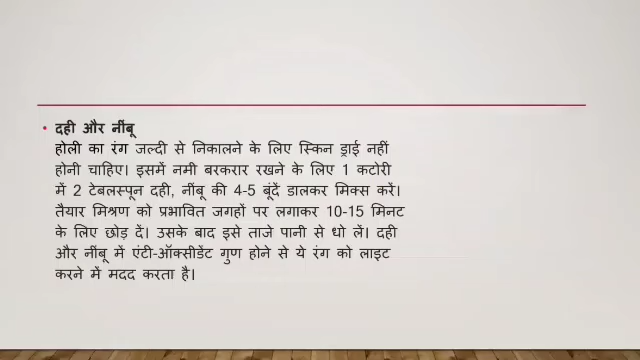 • दही और नींबू
होली का रंग जल्दी से निकालने के लिए स्किन ड्राई नहीं
होनी चाहिए। इसमें नमी बरकरार रखने के लिए 1 कटोरी
में 2 टेबलस्पून दही, नींबू की 4-5 बूंदें डालकर मिक्स करें।
तैयार मिश्रण को प्रभावित जगहों पर लगाकर 10-15 मिनट
के लिए छोड़ दें। उसके बाद इसे ताजे पानी से धो लें। दही
और नींबू में एंटी-ऑक्सीडेंट गुण होने से ये रंग को लाइट
करने में मदद करता है।